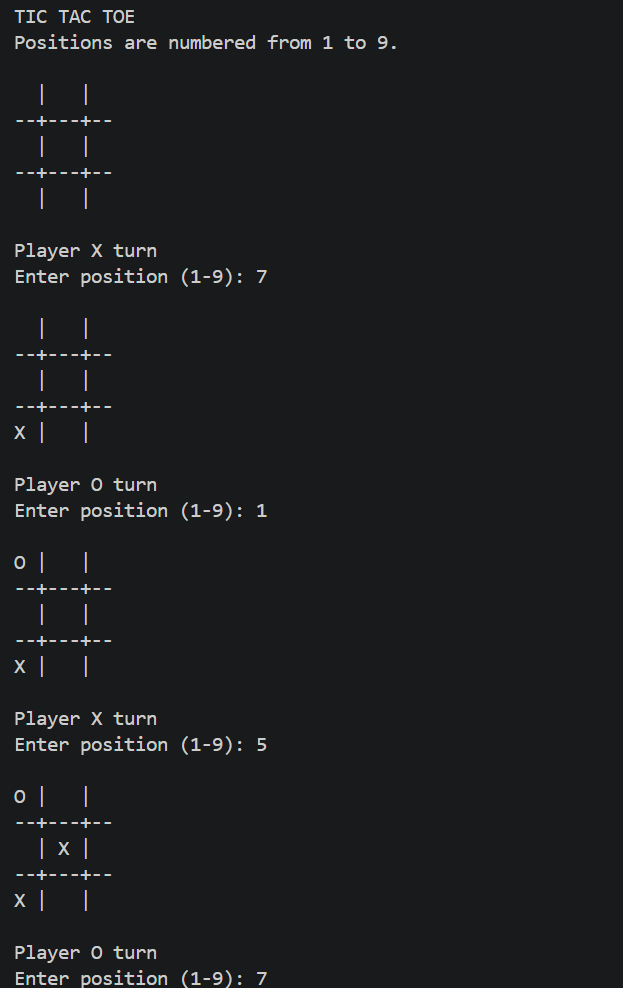 TIC TAC TOE
Positions are numbered from 1 to 9.
  |   |
--+---+--
  |   |
--+---+--
  |   |
Player X turn
Enter position (1-9): 7
  |   |
--+---+--
  |   |
--+---+--
X |   |
Player O turn
Enter position (1-9): 1
O |   |
--+---+--
  |   |
--+---+--
X |   |
Player X turn
Enter position (1-9): 5
O |   |
--+---+--
  | X |
--+---+--
X |   |
Player O turn
Enter position (1-9): 7